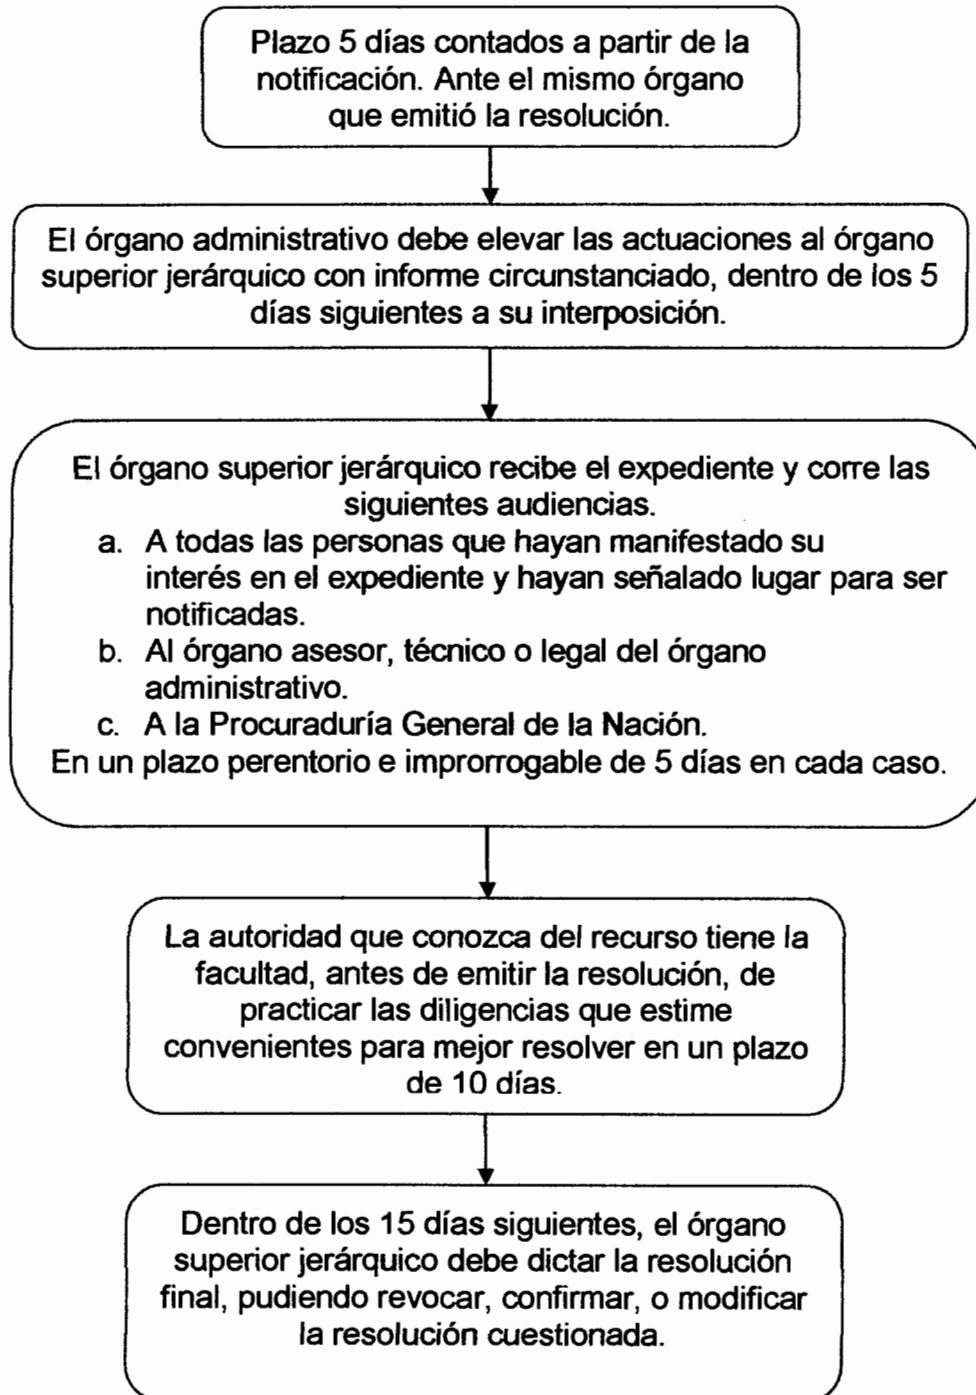 Plazo 5 días contados a partir de la
notificación. Ante el mismo órgano
que emitió la resolución.
El órgano administrativo debe elevar las actuaciones al órgano
superior jerárquico con informe circunstanciado, dentro de los 5
días siguientes a su interposición.
El órgano superior jerárquico recibe el expediente y corre las
siguientes audiencias.
a. A todas las personas que hayan manifestado su
interés en el expediente y hayan señalado lugar para ser
notificadas.
b. Al órgano asesor, técnico o legal del órgano
administrativo.
c. A la Procuraduría General de la Nación.
En un plazo perentorio e improrrogable de 5 días en cada caso.
La autoridad que conozca del recurso tiene la
facultad, antes de emitir la resolución, de
practicar las diligencias que estime
convenientes para mejor resolver en un plazo
de 10 días.
Dentro de los 15 días siguientes, el órgano
superior jerárquico debe dictar la resolución
final, pudiendo revocar, confirmar, o modificar
la resolución cuestionada.